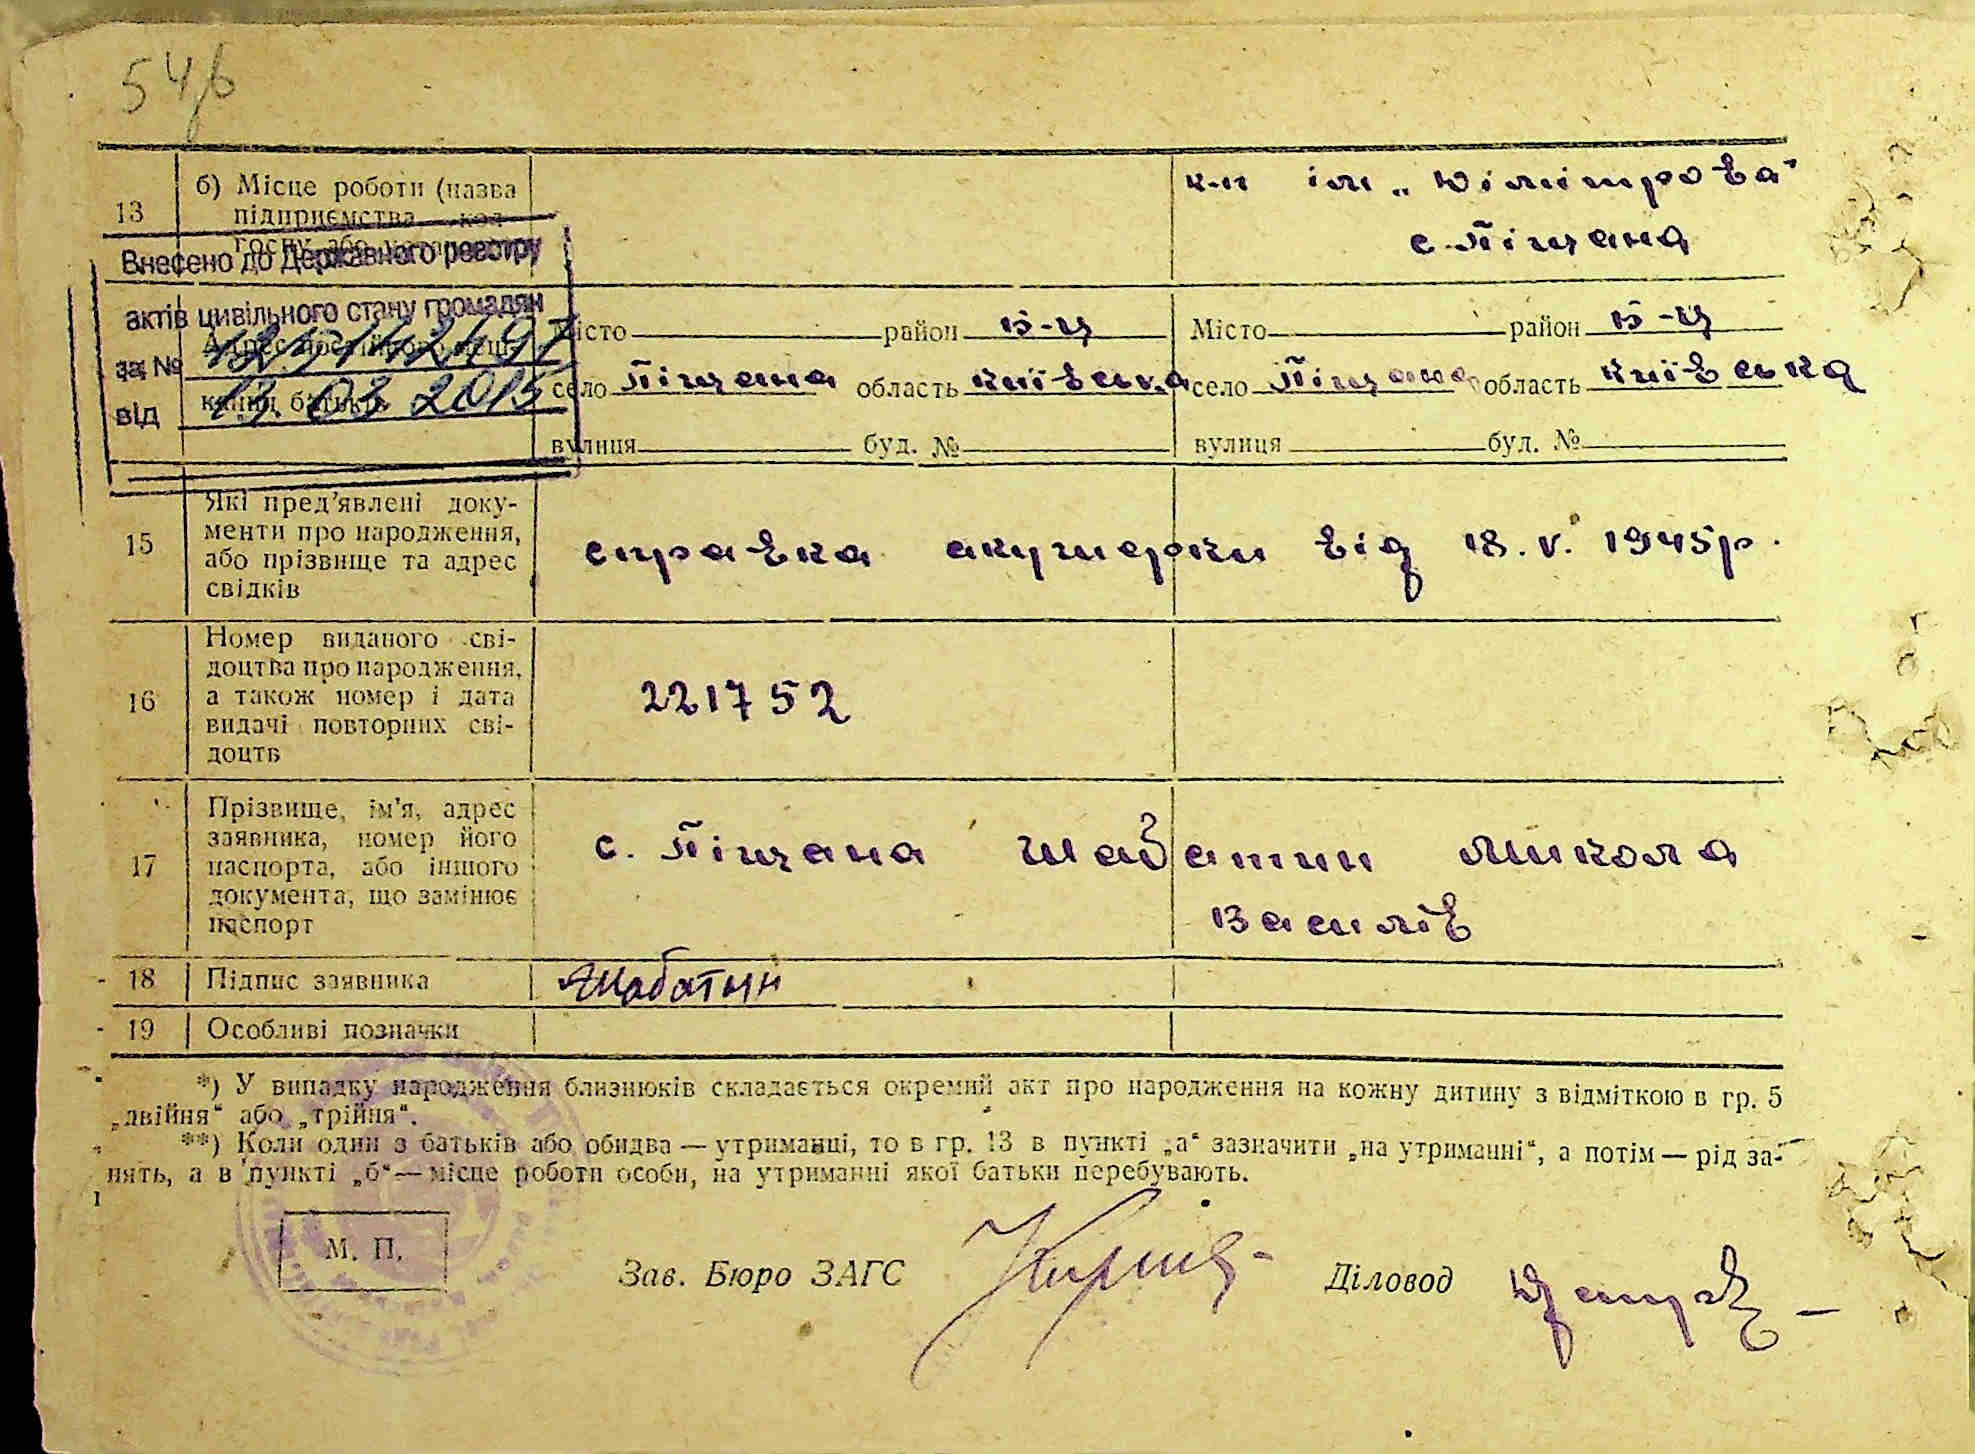 54
13
б) Місце роботи (назва
підприємства кол-
госпу або
к-п ім „Димитрова"
с. Піщана
Внесено до Державного реєстру
актів цивільного стану громадян
за №
від 13. 03 2015
Місто район Б-Ц Місто район Б-Ц
село Піщана область Київська село Піщана область Київська
вулиця буд. № вулиця буд. №
15
Які пред'явлені доку-
менти про народження,
або прізвище та адрес
свідків
справка акушерки від 18. V. 1945р.
16
Номер виданого сві-
доцтва про народження,
а також номер і дата
видачі повторних сві-
доцтв
221752
17
Прізвище, ім'я, адрес
заявника, номер його
паспорта, або іншого
документа, що замінює
паспорт
с. Піщана Шабатин Микола
Василів
18 Підпис заявника Шабатин
19 Особливі позначки
*) У випадку народження близнюків складається окремий акт про народження на кожну дитину з відміткою в гр. 5
„двійня" або „трійня".
**) Коли один з батьків або обидва — утриманці, то в гр. 13 в пункті „а" зазначити „на утриманні", а потім — рід за-
нять, а в пункті „б" — місце роботи особи, на утриманні якої батьки перебувають.
М. П.
Зав. Бюро ЗАГС
Діловод